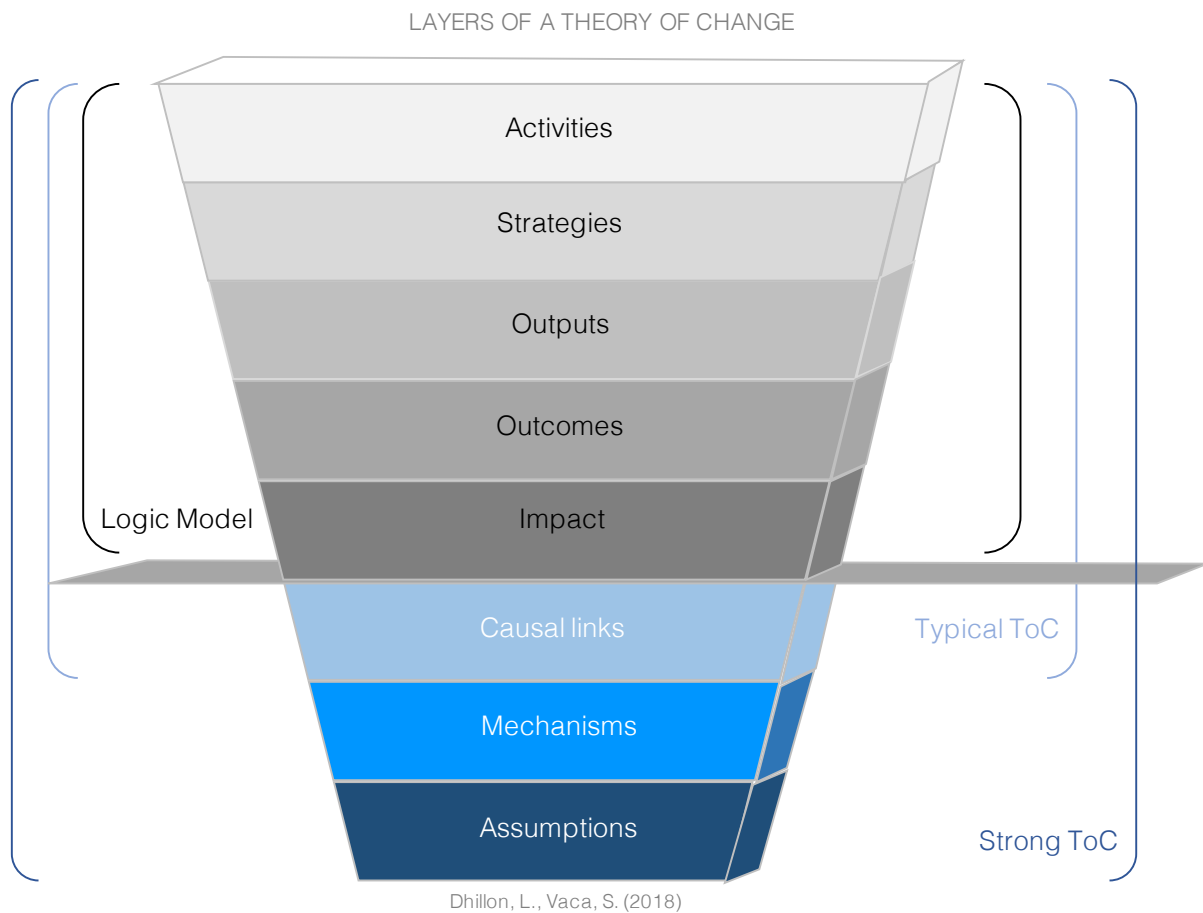 LAYERS OF A THEORY OF CHANGE
Activities
Strategies
Outputs
Outcomes
Logic Model
Impact
Causal links
Typical ToC
Mechanisms
Assumptions
Strong ToC
Dhillon, L., Vaca, S. (2018)